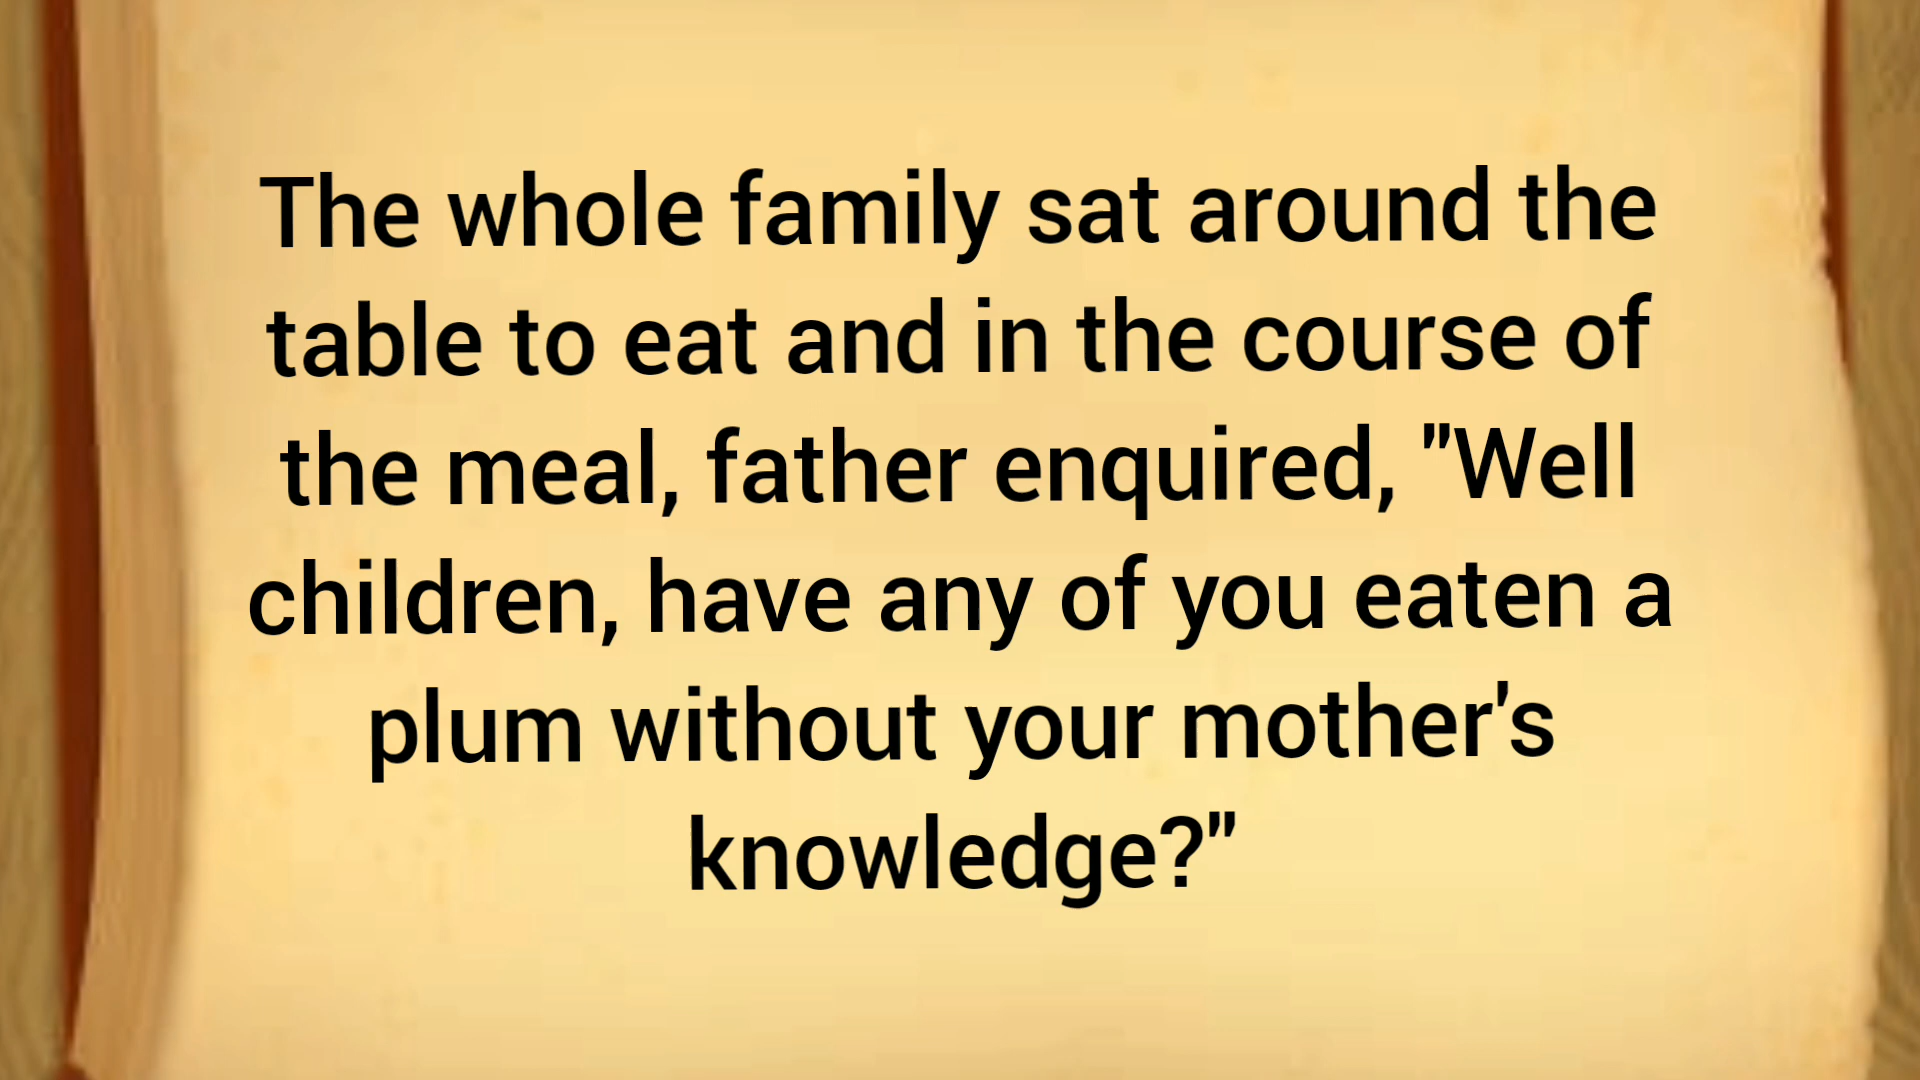 The whole family sat around the
table to eat and in the course of
the meal, father enquired, "Well
children, have any of you eaten a
plum without your mother's
knowledge?"